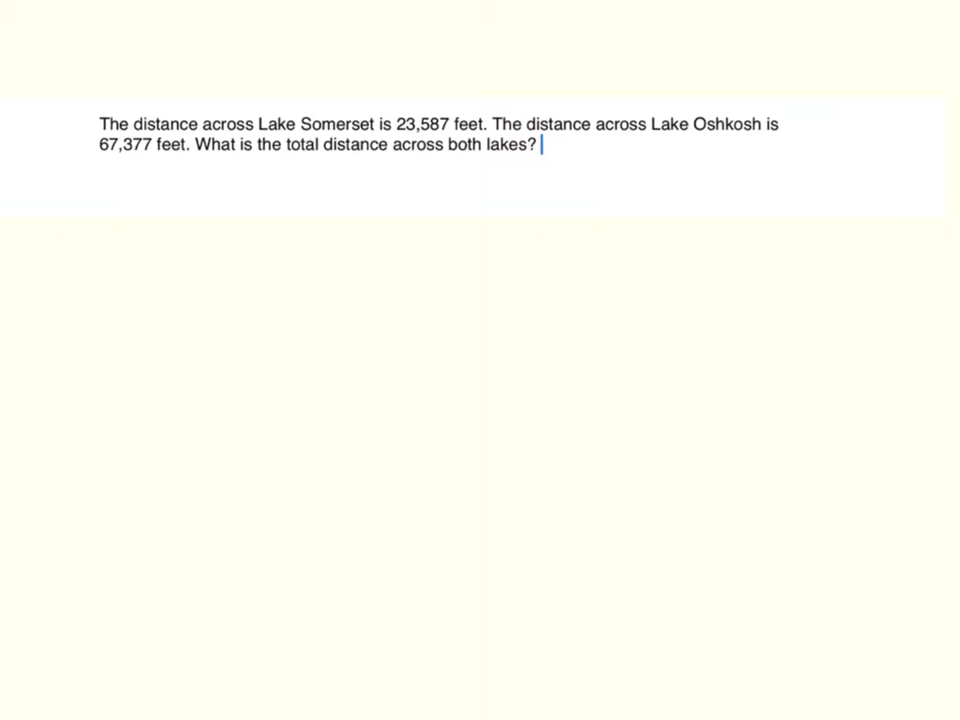 The distance across Lake Somerset is 23,587 feet. The distance across Lake Oshkosh is
67,377 feet. What is the total distance across both lakes?